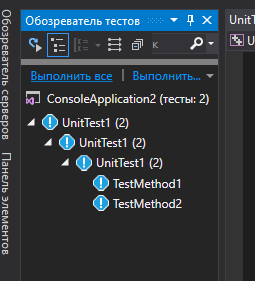 Обозреватель тестов
UnitT
Выполнить все
Выполнить...
ConsoleApplication2 (тесты: 2)
UnitTest1 (2)
UnitTest1 (2)
UnitTest1 (2)
TestMethod1
TestMethod2
Обозреватель серверов
Панель элементов